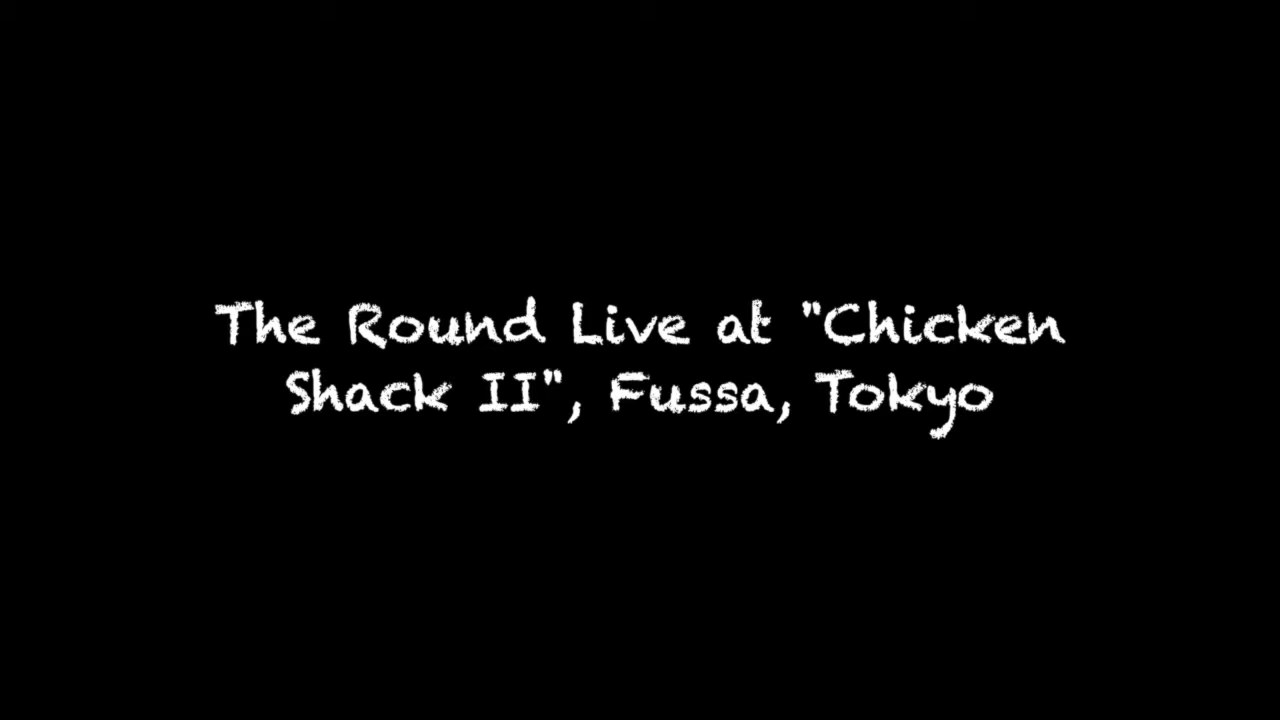 The Round Live at "Chicken
Shack II", Fussa, Tokyo